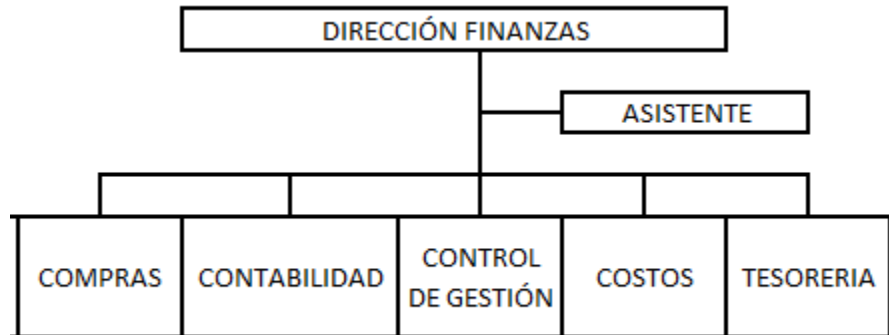 DIRECCIÓN FINANZAS
ASISTENTE
COMPRAS
CONTABILIDAD
CONTROL
DE GESTIÓN
COSTOS
TESORERIA